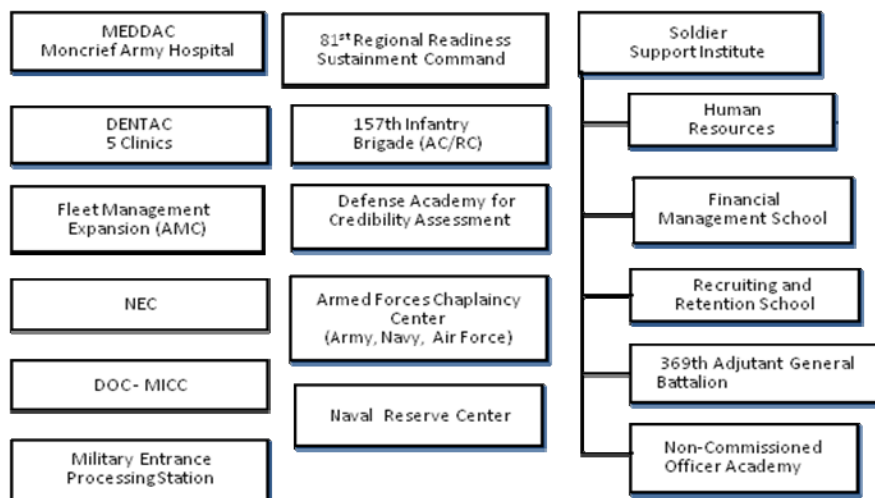 MEDDAC
Moncrief Army Hospital
DENTAC
5 Clinics
Fleet Management
Expansion (AMC)
NEC
DOC- MICC
Military Entrance
Processing Station
81st Regional Readiness
Sustainment Command
157th Infantry
Brigade (AC/RC)
Defense Academy for
Credibility Assessment
Armed Forces Chaplaincy
Center
(Army, Navy, Air Force)
Naval Reserve Center
Soldier
Support Institute
Human
Resources
Financial
Management School
Recruiting and
Retention School
369th Adjutant General
Battalion
Non-Commissioned
Officer Academy